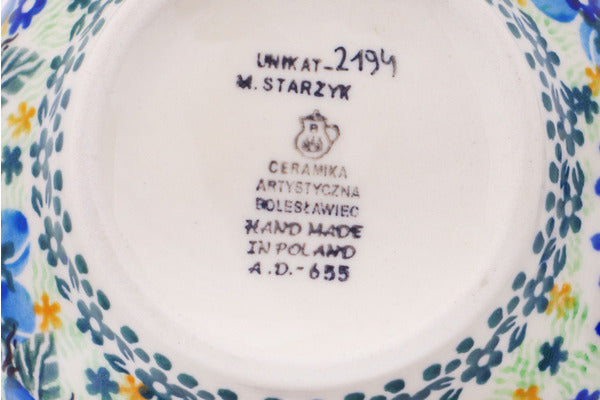 UNIKAT-2194
M. STARZYK
CERAMIKA
ARTYSTYCZNA
BOLESŁAWIEC
HAND MADE
IN POLAND
A.D.-655